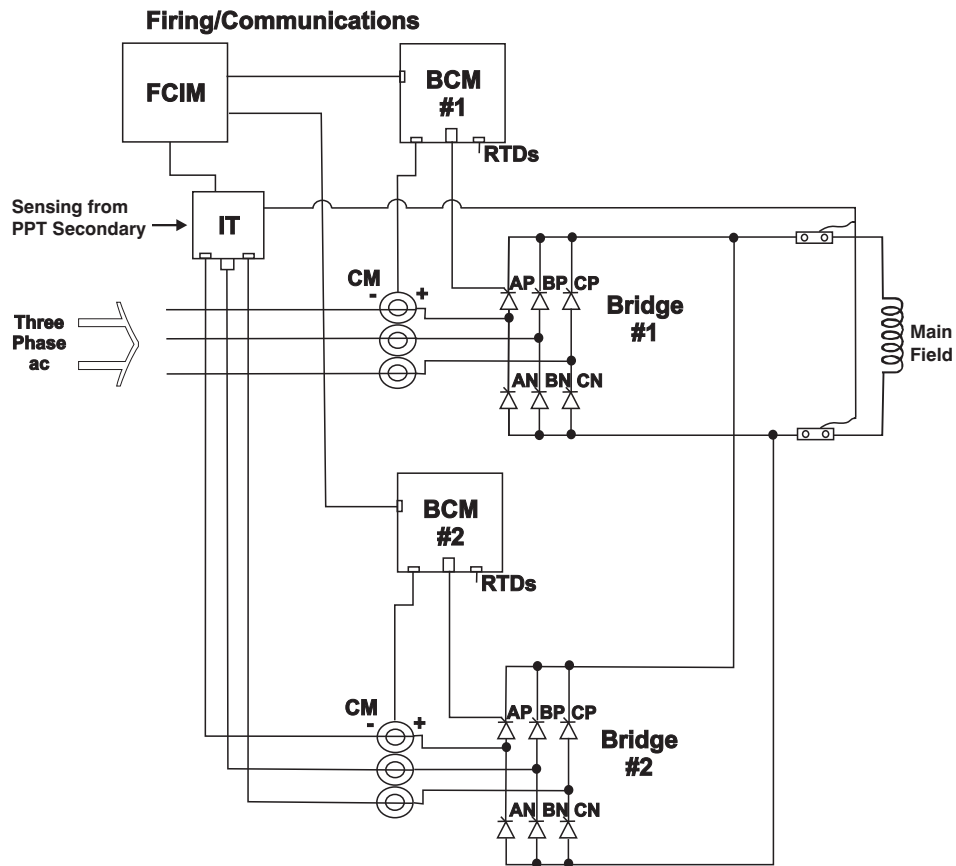 Firing/Communications
FCIM
BCM
#1
RTDs
Sensing from
PPT Secondary
IT
CM
- +
AP BP CP
Bridge
#1
Three
Phase
ac
Main
Field
AN BN CN
BCM
#2
RTDs
CM
- +
AP BP CP
Bridge
#2
AN BN CN